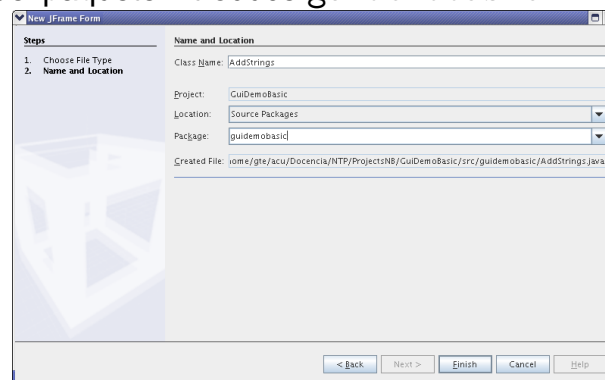 New JFrame Form
Steps
1. Choose File Type
2. Name and Location
Name and Location
Class Name: AddStrings
Project: GuiDemoBasic
Location: Source Packages
Package: guidemobasic
Created File: ome/gte/acu/Docencia/NTP/ProjectsNB/GuiDemoBasic/src/guidemobasic/AddStrings.java
< Back Next > Finish Cancel Help